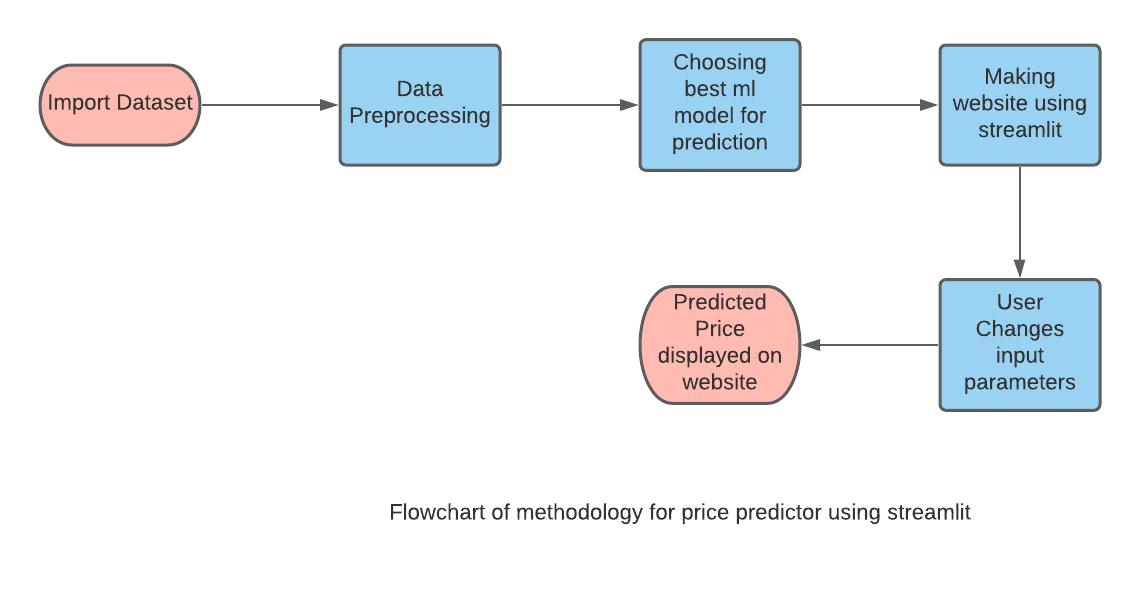 Import Dataset
Data
Preprocessing
Choosing
best ml
model for
prediction
Making
website using
streamlit
User
Changes
input
parameters
Predicted
Price
displayed on
website
Flowchart of methodology for price predictor using streamlit